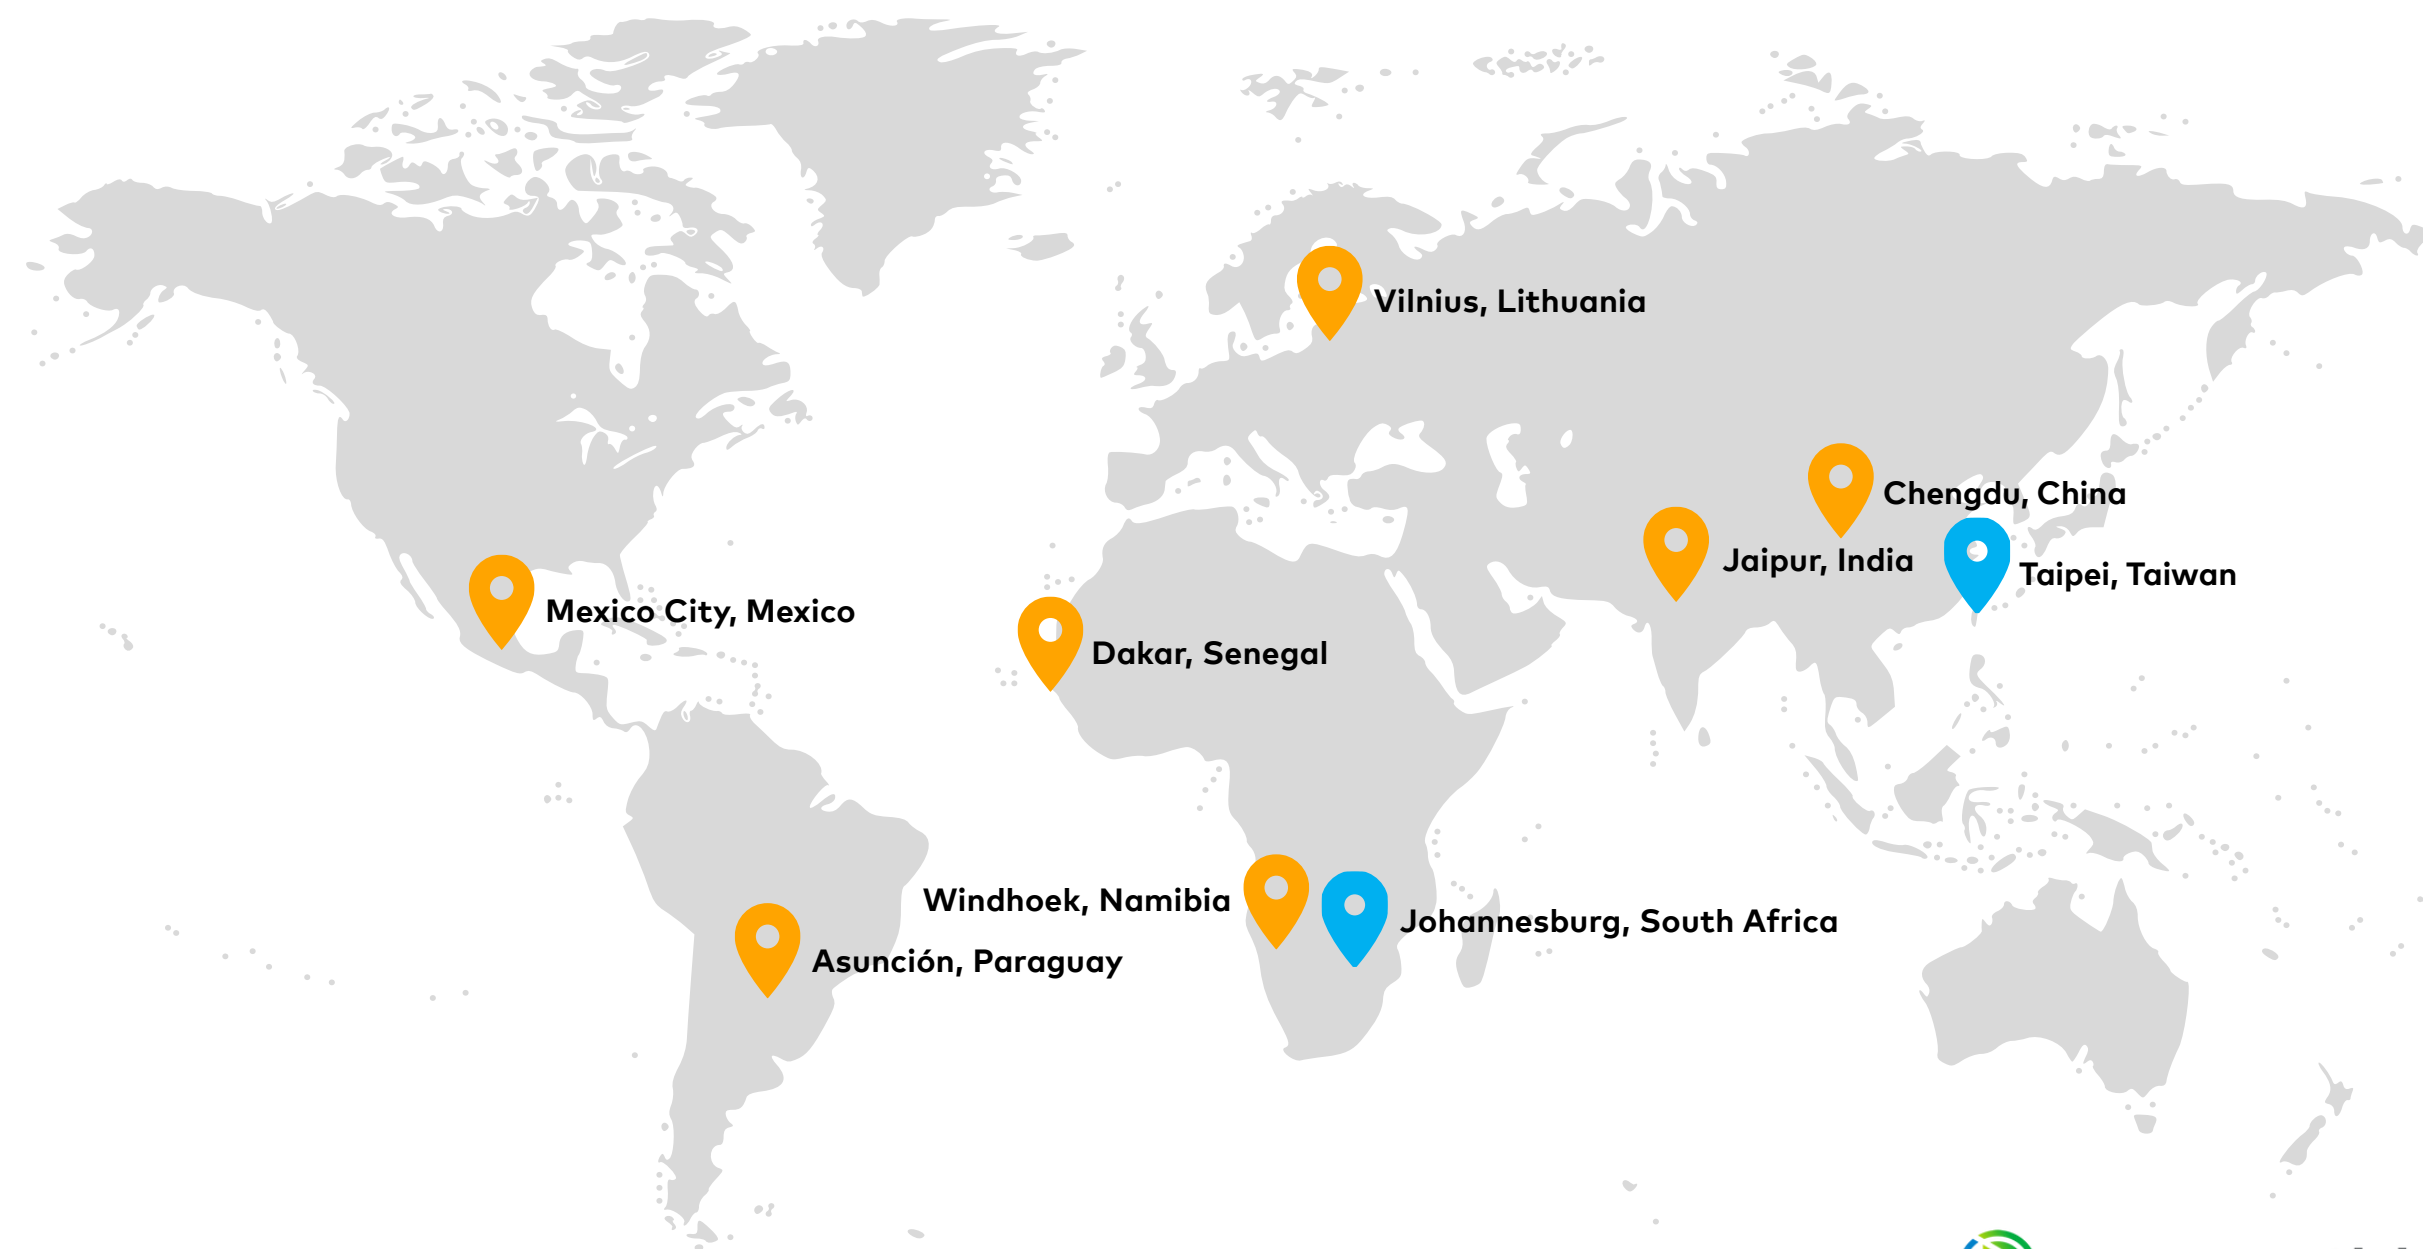 Vilnius, Lithuania
Chengdu, China
Jaipur, India
Taipei, Taiwan
Mexico City, Mexico
Dakar, Senegal
Windhoek, Namibia
Johannesburg, South Africa
Asunción, Paraguay